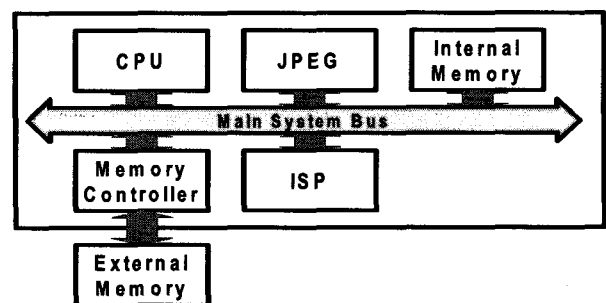 CPU
JPEG
Internal
Memory
Main System Bus
Memory
Controller
ISP
External
Memory